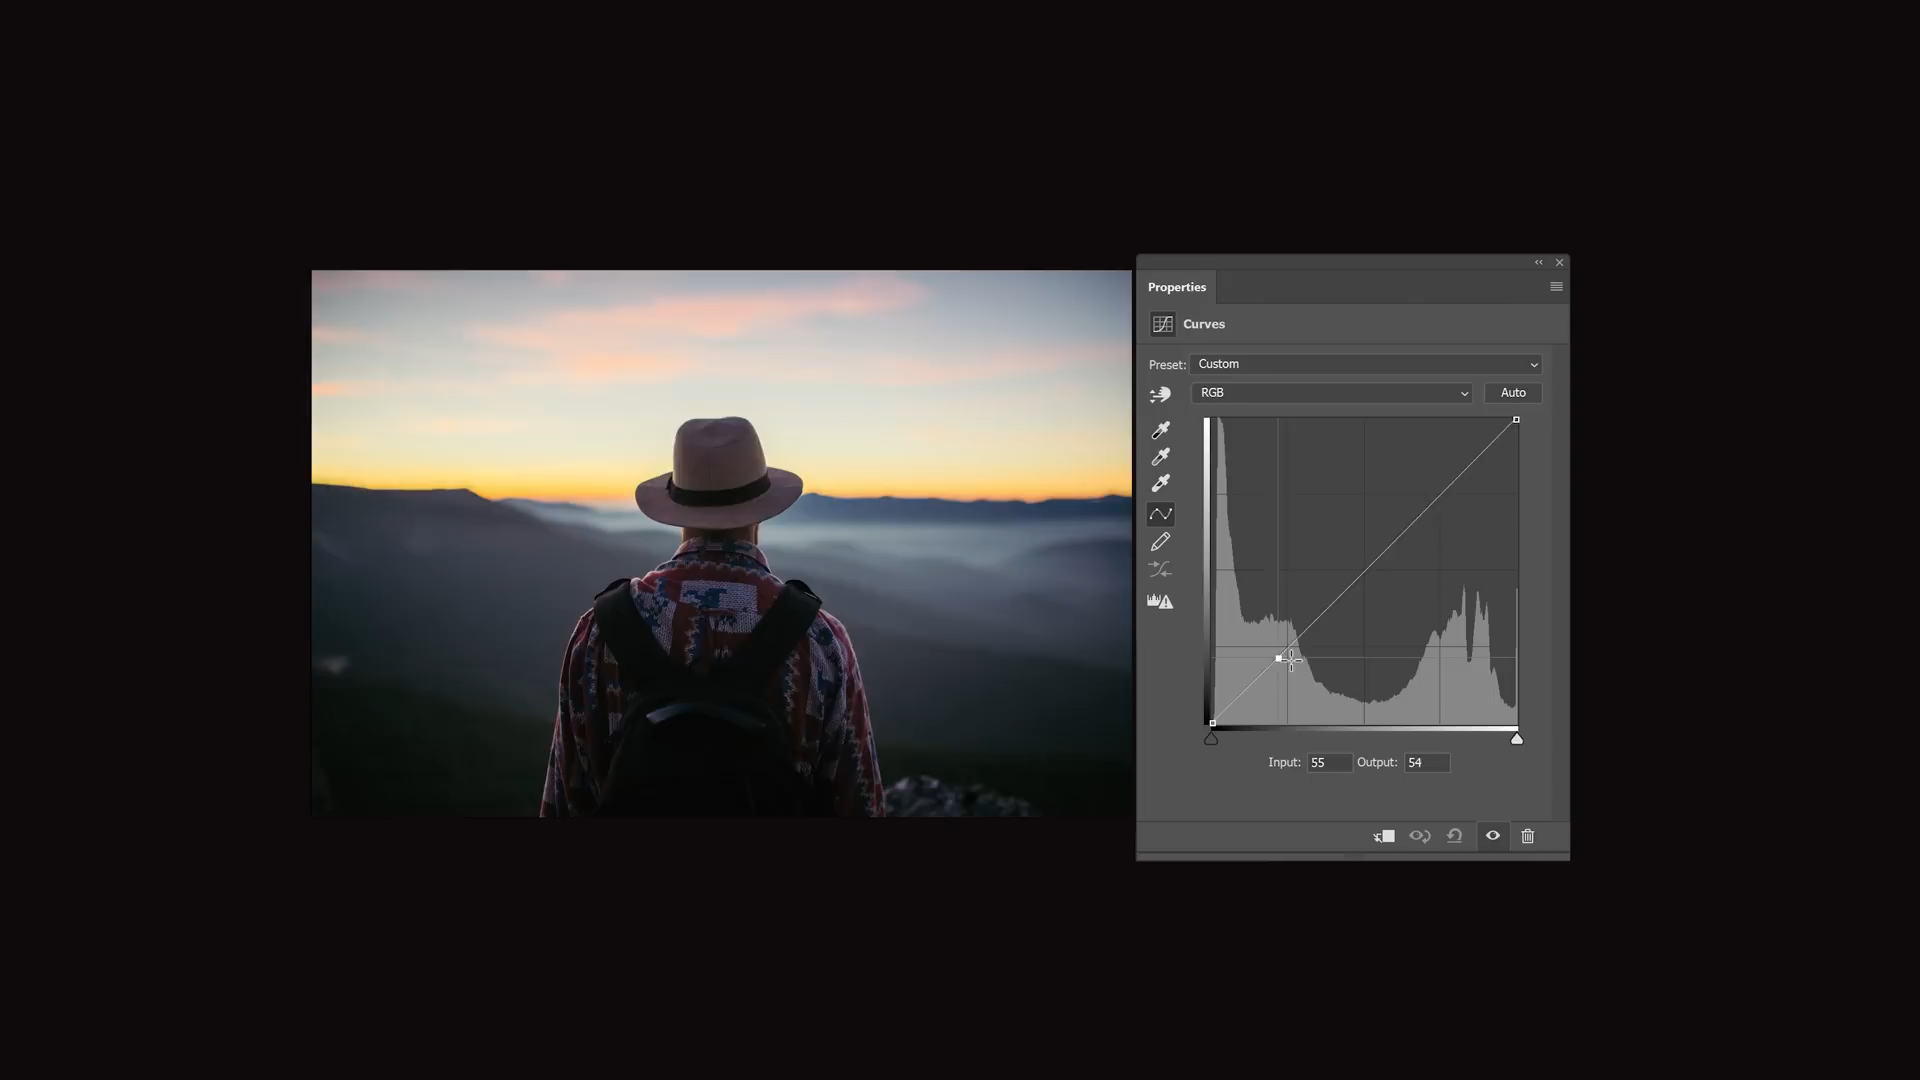 Properties
Curves
Preset: Custom
RGB
Auto
Input: 55 Output: 54